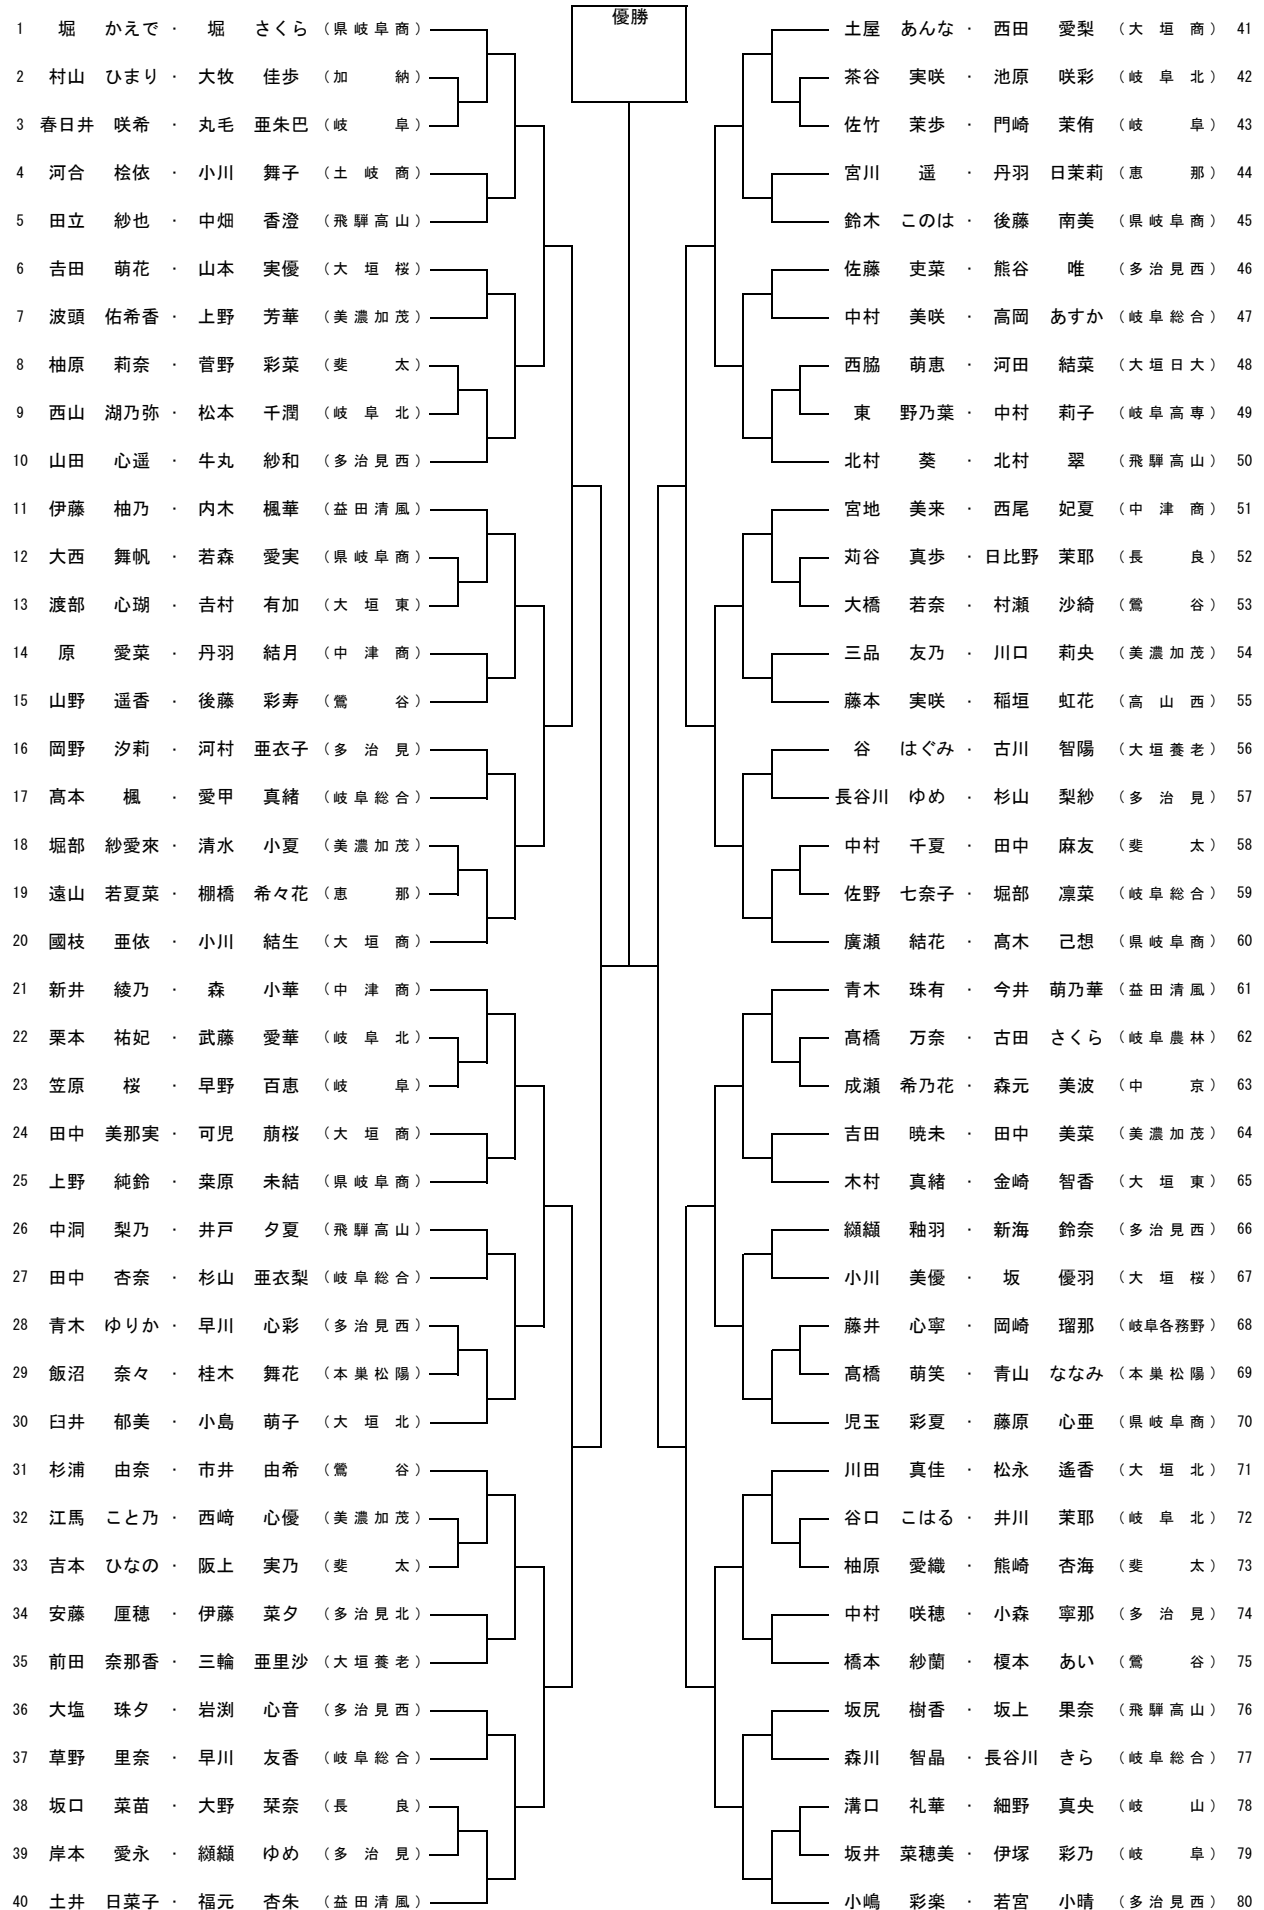 優勝
1 堀 かえで ・ 堀 さくら (県岐阜商)
2 村山 ひまり ・ 大牧 佳歩 (加納)
3 春日井 咲希 ・ 丸毛 亜朱巴 (岐阜)
4 河合 桧依 ・ 小川 舞子 (土岐商)
5 田立 紗也 ・ 中畑 香澄 (飛騨高山)
6 𠮷田 萌花 ・ 山本 実優 (大垣桜)
7 波頭 佑希香 ・ 上野 芳華 (美濃加茂)
8 柚原 莉奈 ・ 菅野 彩菜 (斐太)
9 西山 湖乃弥 ・ 松本 千潤 (岐阜北)
10 山田 心遥 ・ 牛丸 紗和 (多治見西)
11 伊藤 柚乃 ・ 内木 楓華 (益田清風)
12 大西 舞帆 ・ 若森 愛実 (県岐阜商)
13 渡部 心瑚 ・ 𠮷村 有加 (大垣東)
14 原 愛菜 ・ 丹羽 結月 (中津商)
15 山野 遥香 ・ 後藤 彩寿 (鶯谷)
16 岡野 汐莉 ・ 河村 亜衣子 (多治見)
17 髙本 楓 ・ 愛甲 真緒 (岐阜総合)
18 堀部 紗愛來 ・ 清水 小夏 (美濃加茂)
19 遠山 若夏菜 ・ 棚橋 希々花 (恵那)
20 國枝 亜依 ・ 小川 結生 (大垣商)
21 新井 綾乃 ・ 森 小華 (中津商)
22 栗本 祐妃 ・ 武藤 愛華 (岐阜北)
23 笠原 桜 ・ 早野 百恵 (岐阜)
24 田中 美那実 ・ 可児 萠桜 (大垣商)
25 上野 純鈴 ・ 桒原 未結 (県岐阜商)
26 中洞 梨乃 ・ 井戸 夕夏 (飛騨高山)
27 田中 杏奈 ・ 杉山 亜衣梨 (岐阜総合)
28 青木 ゆりか ・ 早川 心彩 (多治見西)
29 飯沼 奈々 ・ 桂木 舞花 (本巣松陽)
30 臼井 郁美 ・ 小島 萌子 (大垣北)
31 杉浦 由奈 ・ 市井 由希 (鶯谷)
32 江馬 こと乃 ・ 西﨑 心優 (美濃加茂)
33 吉本 ひなの ・ 阪上 実乃 (斐太)
34 安藤 厘穂 ・ 伊藤 菜夕 (多治見北)
35 前田 奈那香 ・ 三輪 亜里沙 (大垣養老)
36 大塩 珠夕 ・ 岩渕 心音 (多治見西)
37 草野 里奈 ・ 早川 友香 (岐阜総合)
38 坂口 菜苗 ・ 大野 栞奈 (長良)
39 岸本 愛永 ・ 纐纈 ゆめ (多治見)
40 土井 日菜子 ・ 福元 杏朱 (益田清風)
土屋 あんな ・ 西田 愛梨 (大垣商) 41
茶谷 実咲 ・ 池原 咲彩 (岐阜北) 42
佐竹 茉歩 ・ 門崎 茉侑 (岐阜) 43
宮川 遥 ・ 丹羽 日茉莉 (恵那) 44
鈴木 このは ・ 後藤 南美 (県岐阜商) 45
佐藤 吏菜 ・ 熊谷 唯 (多治見西) 46
中村 美咲 ・ 高岡 あすか (岐阜総合) 47
西脇 萌恵 ・ 河田 結菜 (大垣日大) 48
東 野乃葉 ・ 中村 莉子 (岐阜高専) 49
北村 葵 ・ 北村 翠 (飛騨高山) 50
宮地 美来 ・ 西尾 妃夏 (中津商) 51
苅谷 真歩 ・ 日比野 茉耶 (長良) 52
大橋 若奈 ・ 村瀬 沙綺 (鶯谷) 53
三品 友乃 ・ 川口 莉央 (美濃加茂) 54
藤本 実咲 ・ 稲垣 虹花 (高山西) 55
谷 はぐみ ・ 古川 智陽 (大垣養老) 56
長谷川 ゆめ ・ 杉山 梨紗 (多治見) 57
中村 千夏 ・ 田中 麻友 (斐太) 58
佐野 七奈子 ・ 堀部 凛菜 (岐阜総合) 59
廣瀬 結花 ・ 髙木 己想 (県岐阜商) 60
青木 珠有 ・ 今井 萌乃華 (益田清風) 61
髙橋 万奈 ・ 古田 さくら (岐阜農林) 62
成瀬 希乃花 ・ 森元 美波 (中京) 63
吉田 暁未 ・ 田中 美菜 (美濃加茂) 64
木村 真緒 ・ 金崎 智香 (大垣東) 65
纐纈 釉羽 ・ 新海 鈴奈 (多治見西) 66
小川 美優 ・ 坂 優羽 (大垣桜) 67
藤井 心寧 ・ 岡崎 瑠那 (岐阜各務野) 68
髙橋 萌笑 ・ 青山 ななみ (本巣松陽) 69
児玉 彩夏 ・ 藤原 心亜 (県岐阜商) 70
川田 真佳 ・ 松永 遙香 (大垣北) 71
谷口 こはる ・ 井川 茉耶 (岐阜北) 72
柚原 愛織 ・ 熊崎 杏海 (斐太) 73
中村 咲穂 ・ 小森 寧那 (多治見) 74
橋本 紗蘭 ・ 榎本 あい (鶯谷) 75
坂尻 樹香 ・ 坂上 果奈 (飛騨高山) 76
森川 智晶 ・ 長谷川 きら (岐阜総合) 77
溝口 礼華 ・ 細野 真央 (岐山) 78
坂井 菜穂美 ・ 伊塚 彩乃 (岐阜) 79
小嶋 彩楽 ・ 若宮 小晴 (多治見西) 80